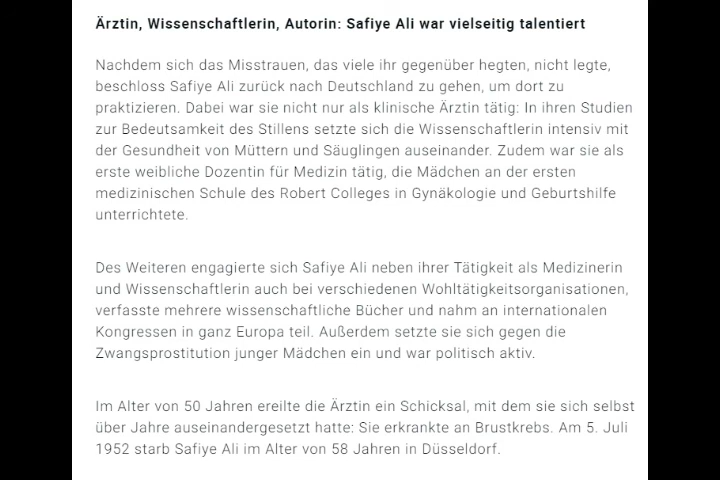 Ärztin, Wissenschaftlerin, Autorin: Safiye Ali war vielseitig talentiert
Nachdem sich das Misstrauen, das viele ihr gegenüber hegten, nicht legte,
beschloss Safiye Ali zurück nach Deutschland zu gehen, um dort zu
praktizieren. Dabei war sie nicht nur als klinische Ärztin tätig: In ihren Studien
zur Bedeutsamkeit des Stillens setzte sich die Wissenschaftlerin intensiv mit
der Gesundheit von Müttern und Säuglingen auseinander. Zudem war sie als
erste weibliche Dozentin für Medizin tätig, die Mädchen an der ersten
medizinischen Schule des Robert Colleges in Gynäkologie und Geburtshilfe
unterrichtete.
Des Weiteren engagierte sich Safiye Ali neben ihrer Tätigkeit als Medizinerin
und Wissenschaftlerin auch bei verschiedenen Wohltätigkeitsorganisationen,
verfasste mehrere wissenschaftliche Bücher und nahm an internationalen
Kongressen in ganz Europa teil. Außerdem setzte sie sich gegen die
Zwangsprostitution junger Mädchen ein und war politisch aktiv.
Im Alter von 50 Jahren ereilte die Ärztin ein Schicksal, mit dem sie sich selbst
über Jahre auseinandergesetzt hatte: Sie erkrankte an Brustkrebs. Am 5. Juli
1952 starb Safiye Ali im Alter von 58 Jahren in Düsseldorf.